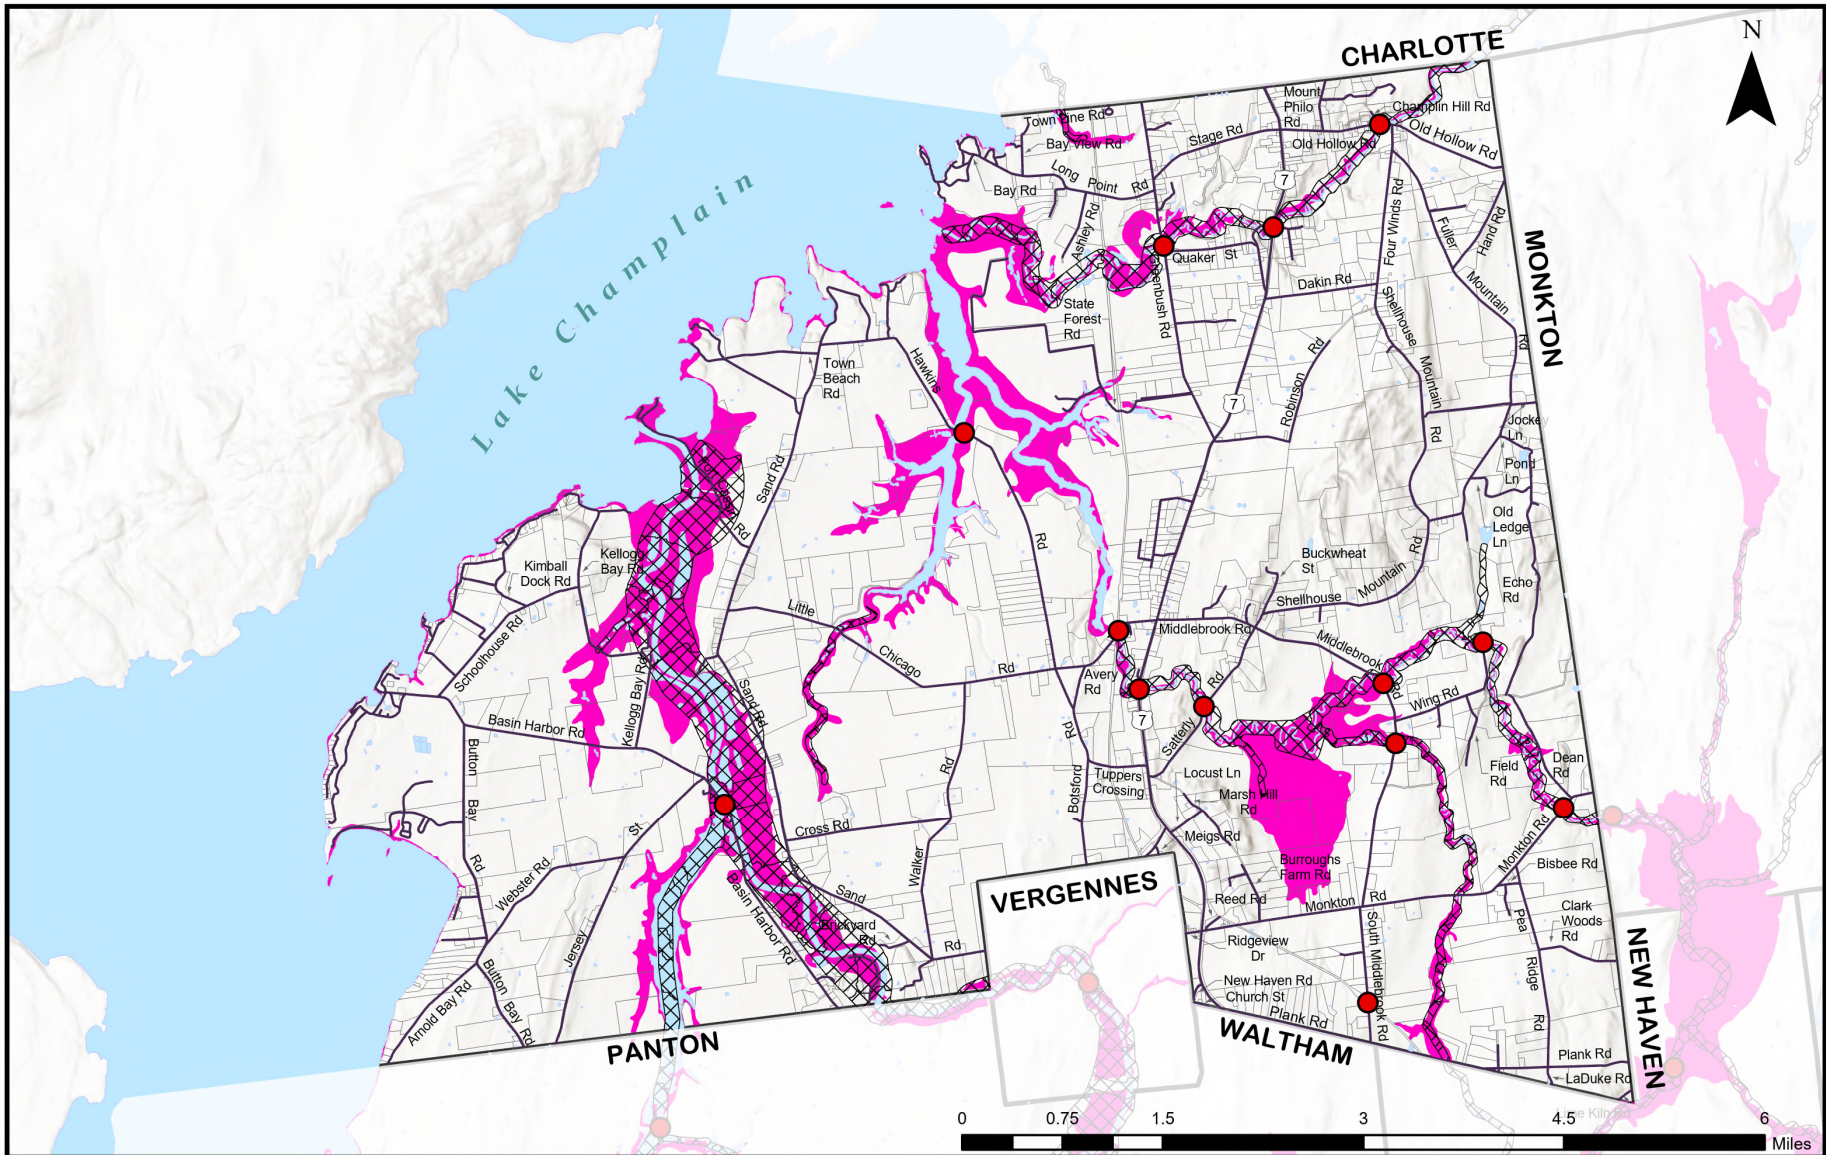 N
CHARLOTTE
Mount
Philo
Rd
Champlin Hill Rd
Town Line Rd
Bay View Rd
Stage Rd
Old Hollow Rd
Old Hollow Rd
Long Point Rd
Bay Rd
7
Ashley Rd
Four Winds Rd
Fuller
Hand Rd
Lake Champlain
Quaker St
MONKTON
Greenbush Rd
Dakin Rd
Mountain
Rd
State
Forest
Rd
Shellhouse
Mountain
Rd
Hawkins
Rd
Town
Beach
Rd
Robinson Rd
7
Jockey
Ln
Pond
Ln
Sand Rd
Rd
Old
Ledge
Ln
Kellogg
Bay Rd
Kimball
Dock Rd
Buckwheat
St
Shellhouse Mountain Rd
Echo
Rd
Little
Chicago
Rd
Middlebrook Rd
Middlebrook
Rd
Schoolhouse Rd
Kellogg Bay Rd
Sand Rd
Avery
Rd
Satterly Rd
Wing Rd
7
Basin Harbor Rd
Button
Bay
Rd
Botsford
Rd
Tuppers
Crossing
Locust Ln
Marsh Hill
Rd
Field
Rd
Dean
Rd
Cross Rd
Walker
Rd
Meigs Rd
Monkton Rd
Bisbee Rd
Jersey
St
Webster Rd
Burroughs
Farm Rd
VERGENNES
Basin Harbor Rd
Sand
Rd
Brickyard
Rd
Reed Rd
Monkton Rd
Pea
Ridge
Rd
Clark
Woods
Rd
Ridgeview
Dr
South Middlebrook Rd
NEW HAVEN
Button Bay Rd
Arnold Bay Rd
New Haven Rd
Church St
Plank Rd
PANTON
WALTHAM
Plank Rd
LaDuke Rd
Lime Kiln Rd
0 0.75 1.5 3 4.5 6
Miles